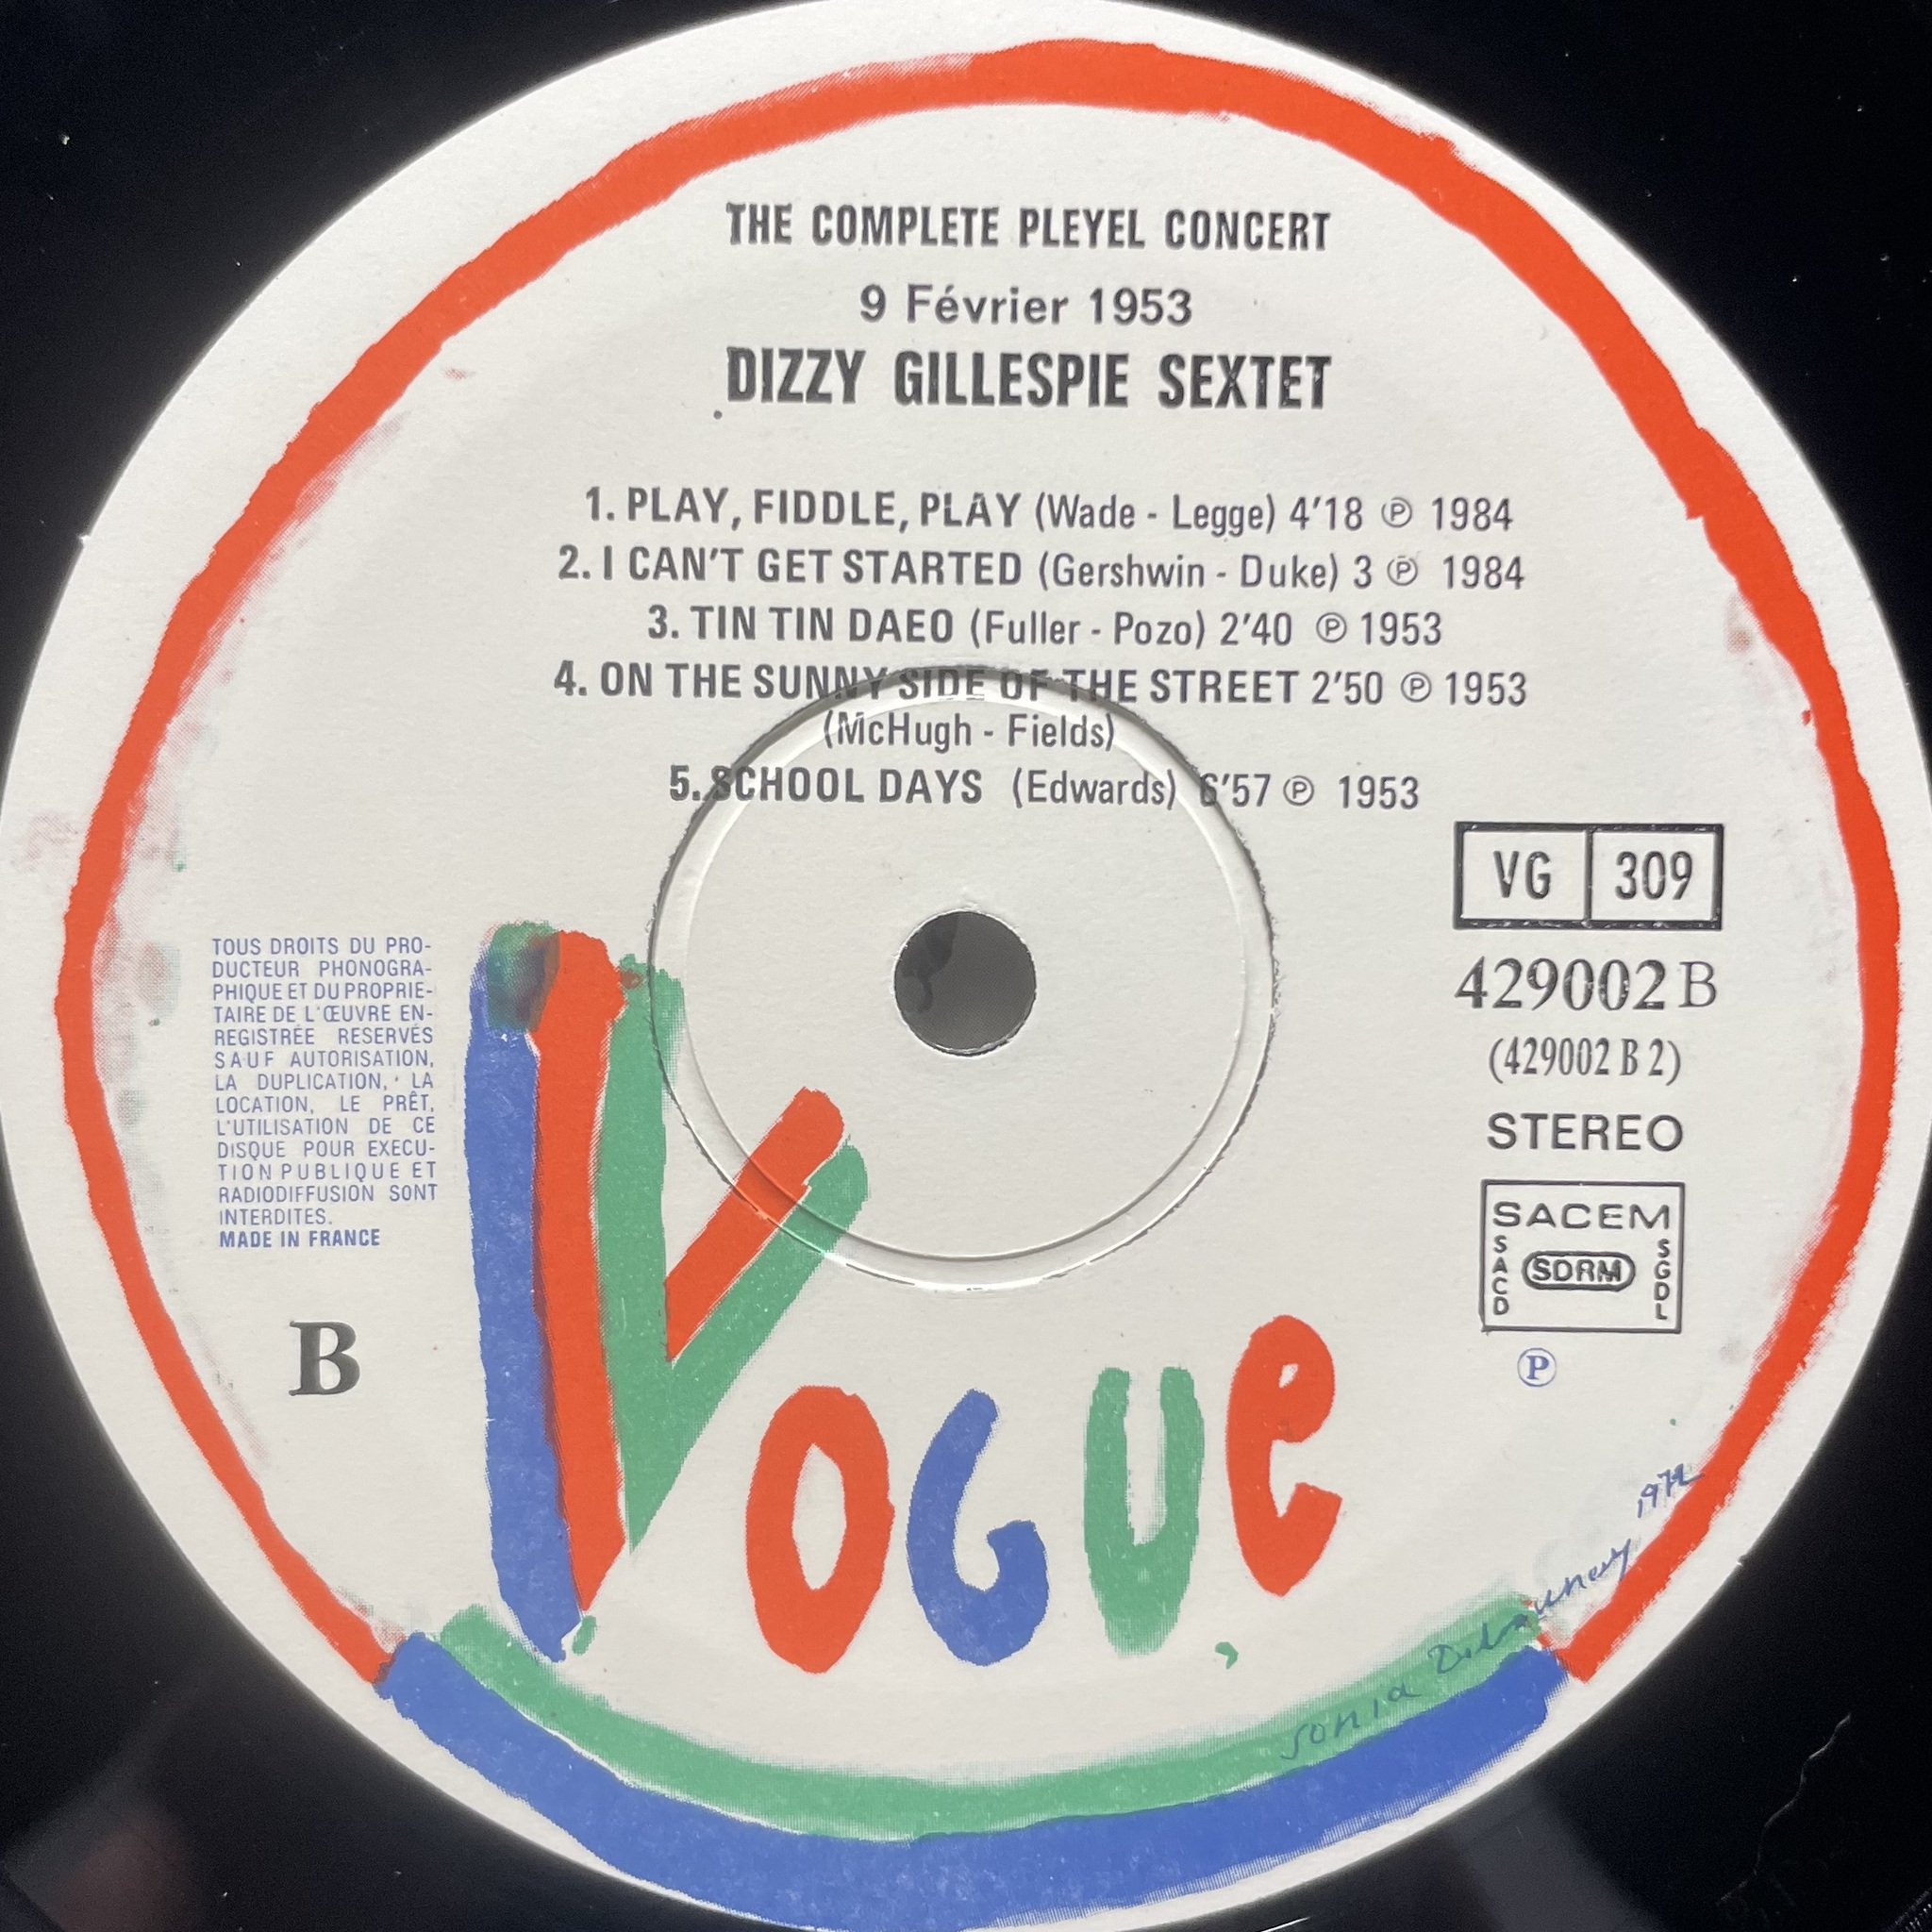 THE COMPLETE PLEYEL CONCERT
9 Février 1953
DIZZY GILLESPIE SEXTET
1. PLAY, FIDDLE, PLAY (Wade - Legge) 4'18 ℗ 1984
2. I CAN'T GET STARTED (Gershwin - Duke) 3 ℗ 1984
3. TIN TIN DAEO (Fuller - Pozo) 2'40 ℗ 1953
4. ON THE SUNNY SIDE OF THE STREET 2'50 ℗ 1953
(McHugh - Fields)
5. SCHOOL DAYS (Edwards) 6'57 ℗ 1953
VG 309
429002 B
(429002 B 2)
STEREO
SACEM
SACD
SDRM
SGDL
℗
TOUS DROITS DU PRO-
DUCTEUR PHONOGRA-
PHIQUE ET DU PROPRIE-
TAIRE DE L'ŒUVRE EN-
REGISTRÉE RESERVÉS
SAUF AUTORISATION,
LA DUPLICATION, LA
LOCATION, LE PRÊT,
L'UTILISATION DE CE
DISQUE POUR EXECU-
TION PUBLIQUE ET
RADIODIFFUSION SONT
INTERDITES.
MADE IN FRANCE
B
VOGUE
Sonia Delaunay 1972